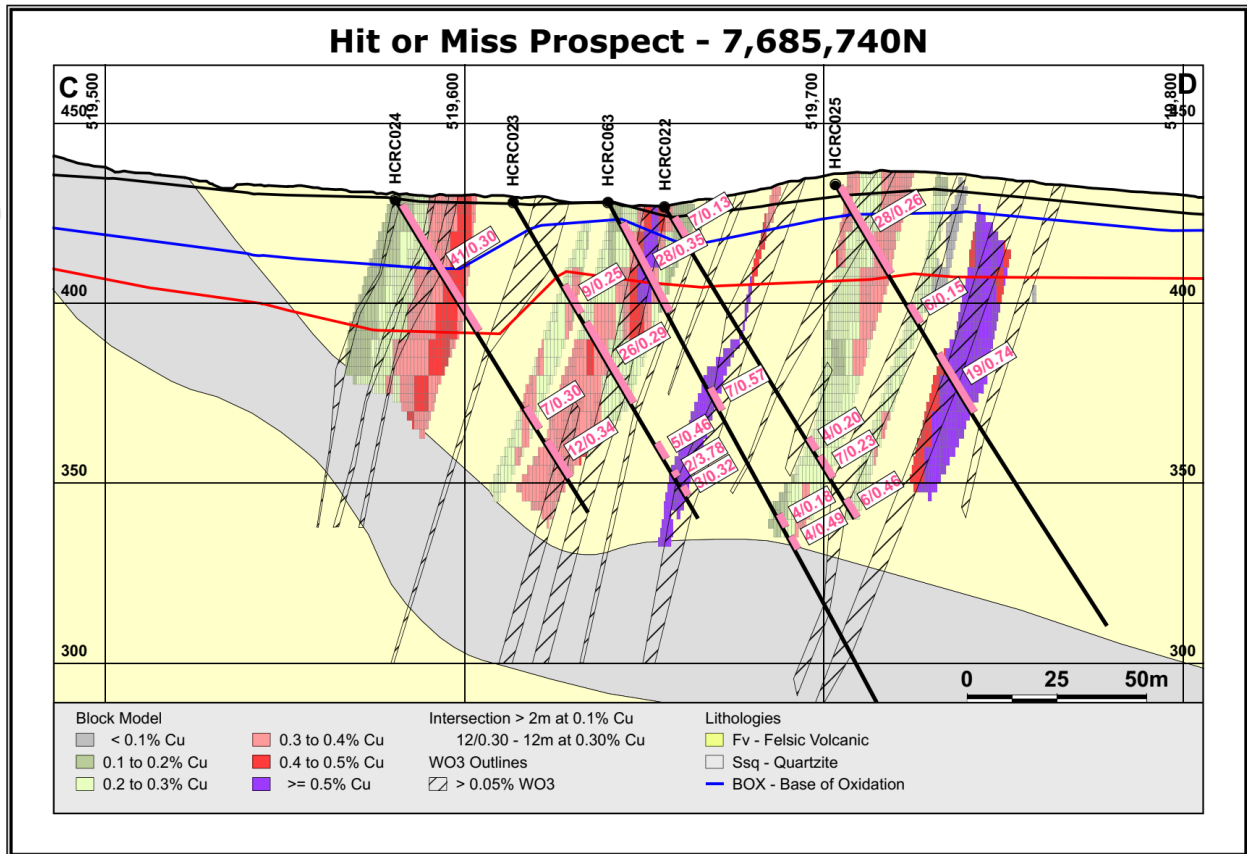 Hit or Miss Prospect - 7,685,740N
C
D
519,500
519,600
519,700
519,800
450
450
400
400
350
350
300
300
HCRC024
HCRC023
HCRC063
HCRC022
HCRC025
41/0.30
7/0.30
12/0.34
9/0.25
26/0.29
5/0.46
2/3.78
3/0.32
28/0.35
7/0.57
4/0.18
4/0.49
7/0.13
4/0.20
7/0.23
6/0.46
28/0.26
6/0.15
19/0.74
0 25 50m
Block Model
< 0.1% Cu
0.1 to 0.2% Cu
0.2 to 0.3% Cu
0.3 to 0.4% Cu
0.4 to 0.5% Cu
>= 0.5% Cu
Intersection > 2m at 0.1% Cu
12/0.30 - 12m at 0.30% Cu
WO3 Outlines
> 0.05% WO3
Lithologies
Fv - Felsic Volcanic
Ssq - Quartzite
BOX - Base of Oxidation